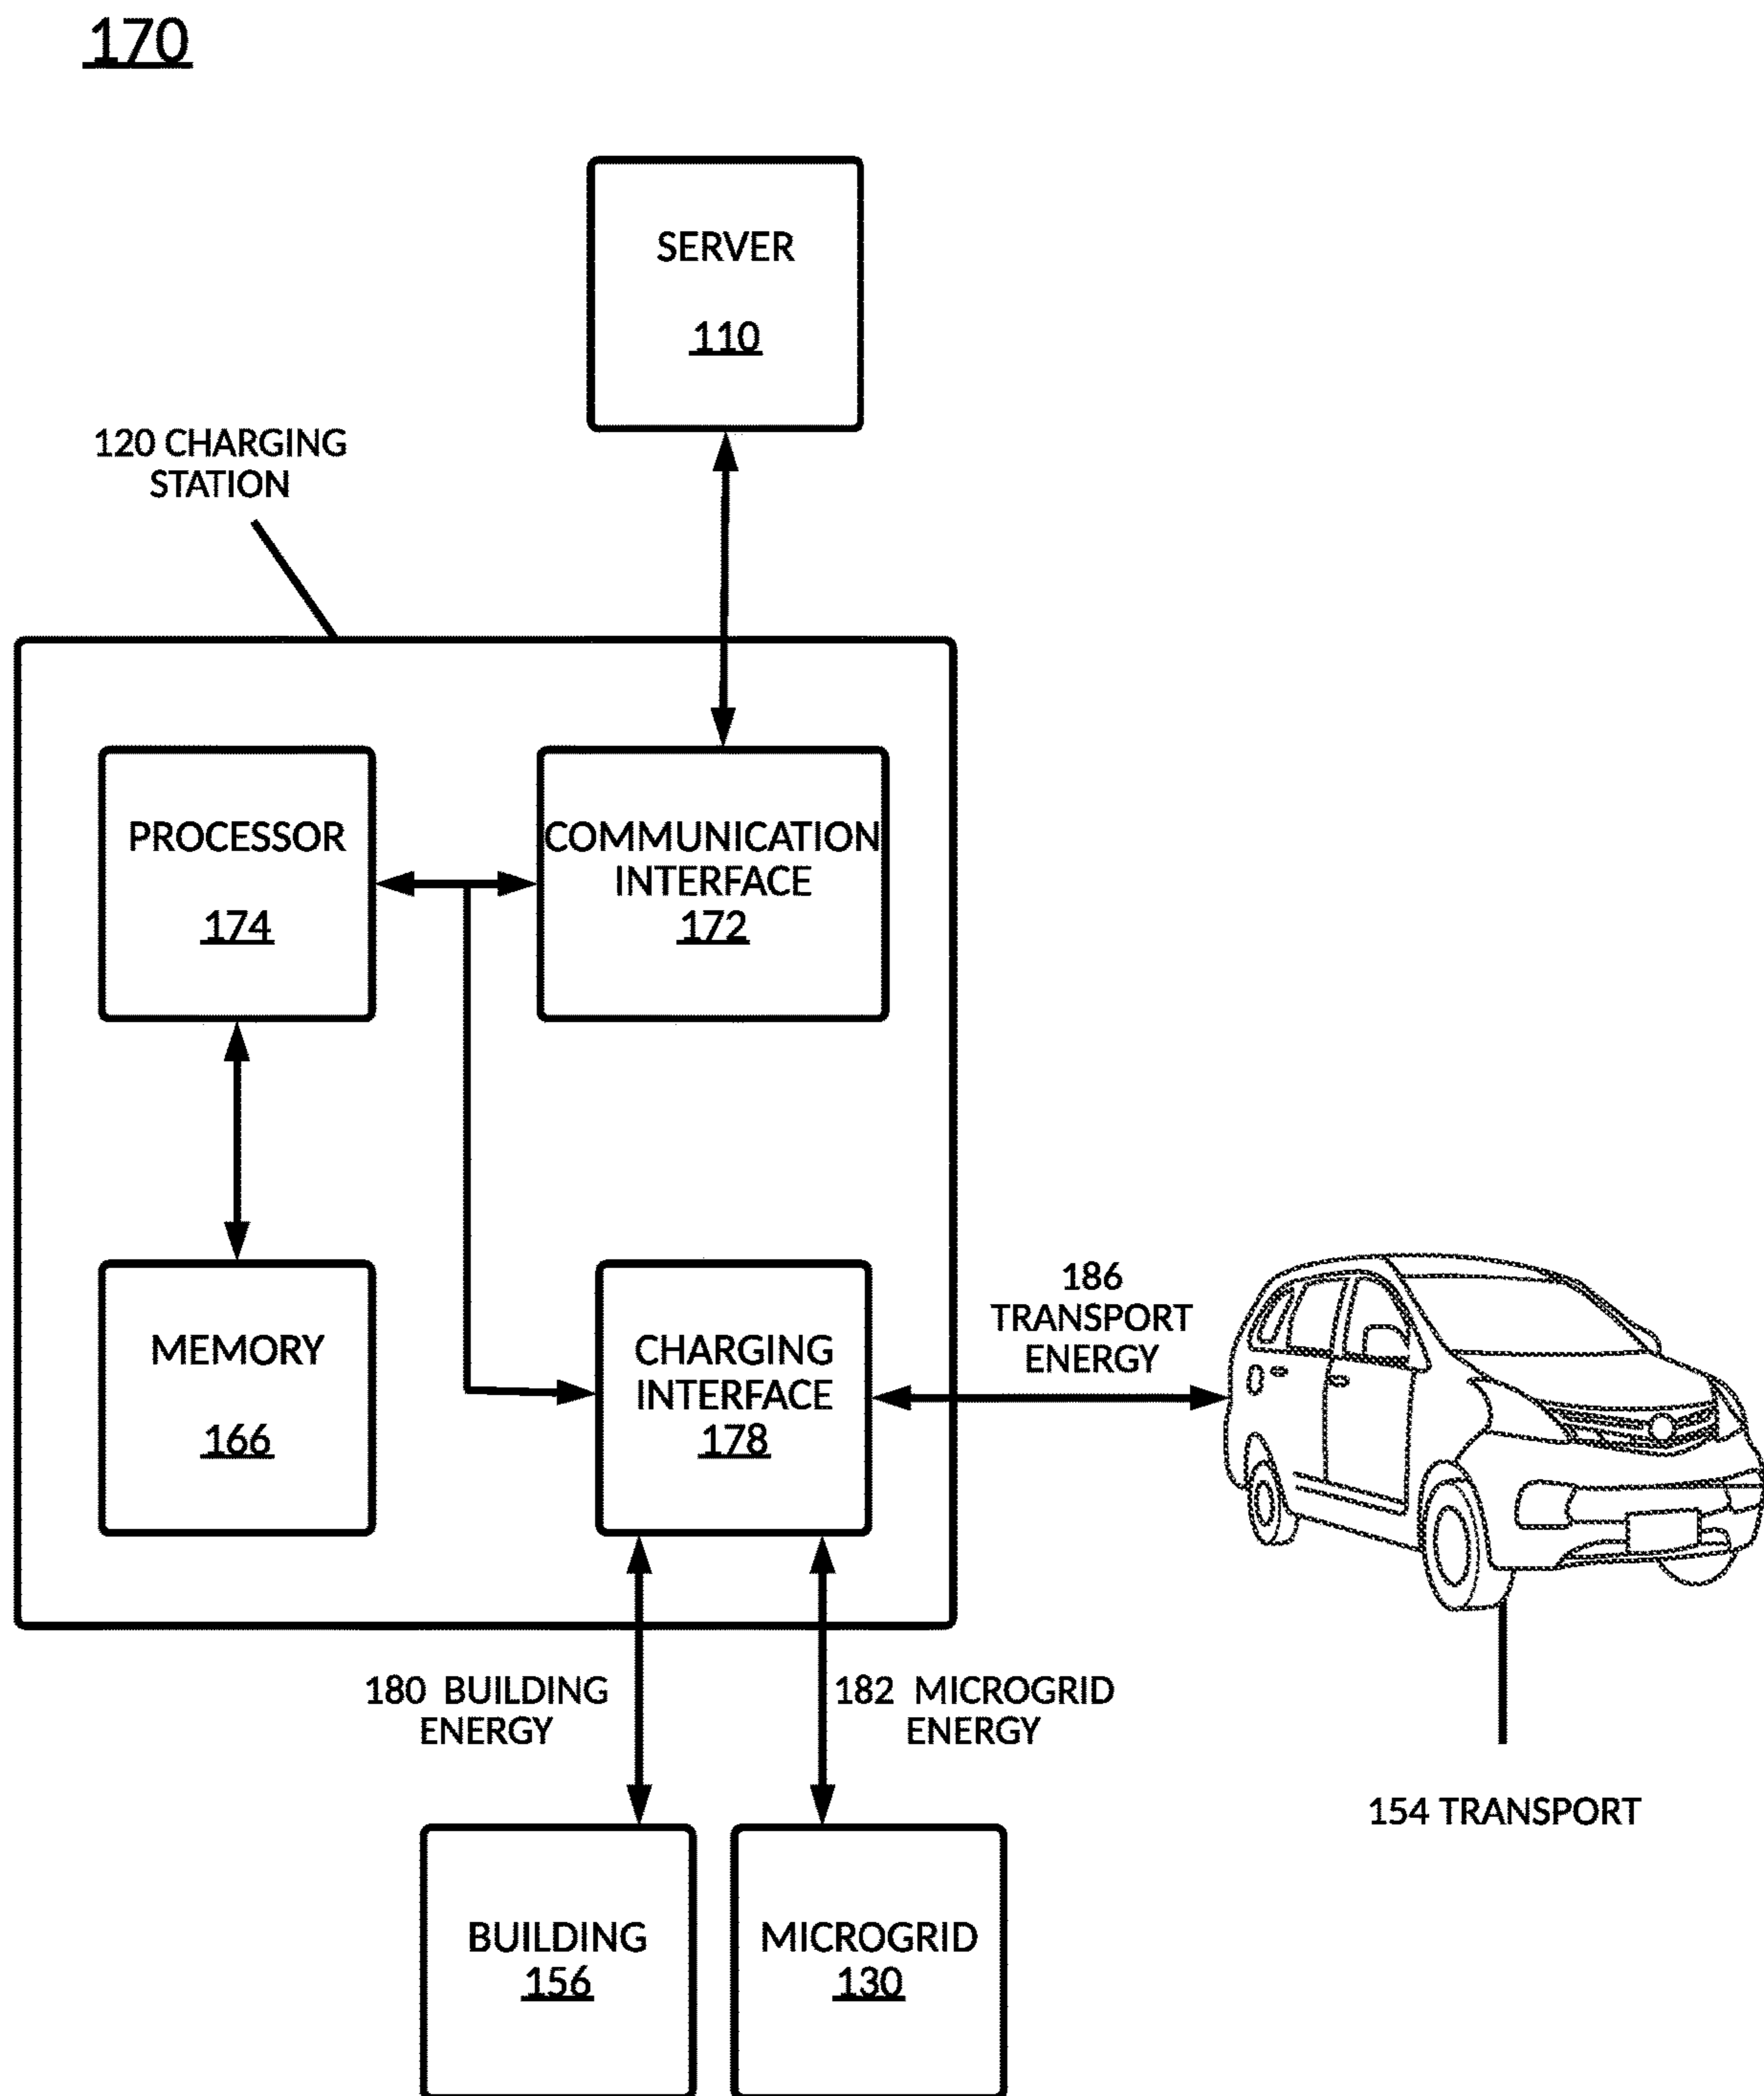 170
SERVER
110
120 CHARGING
STATION
PROCESSOR
174
COMMUNICATION
INTERFACE
172
MEMORY
166
CHARGING
INTERFACE
178
186
TRANSPORT
ENERGY
180 BUILDING
ENERGY
182 MICROGRID
ENERGY
154 TRANSPORT
BUILDING
156
MICROGRID
130